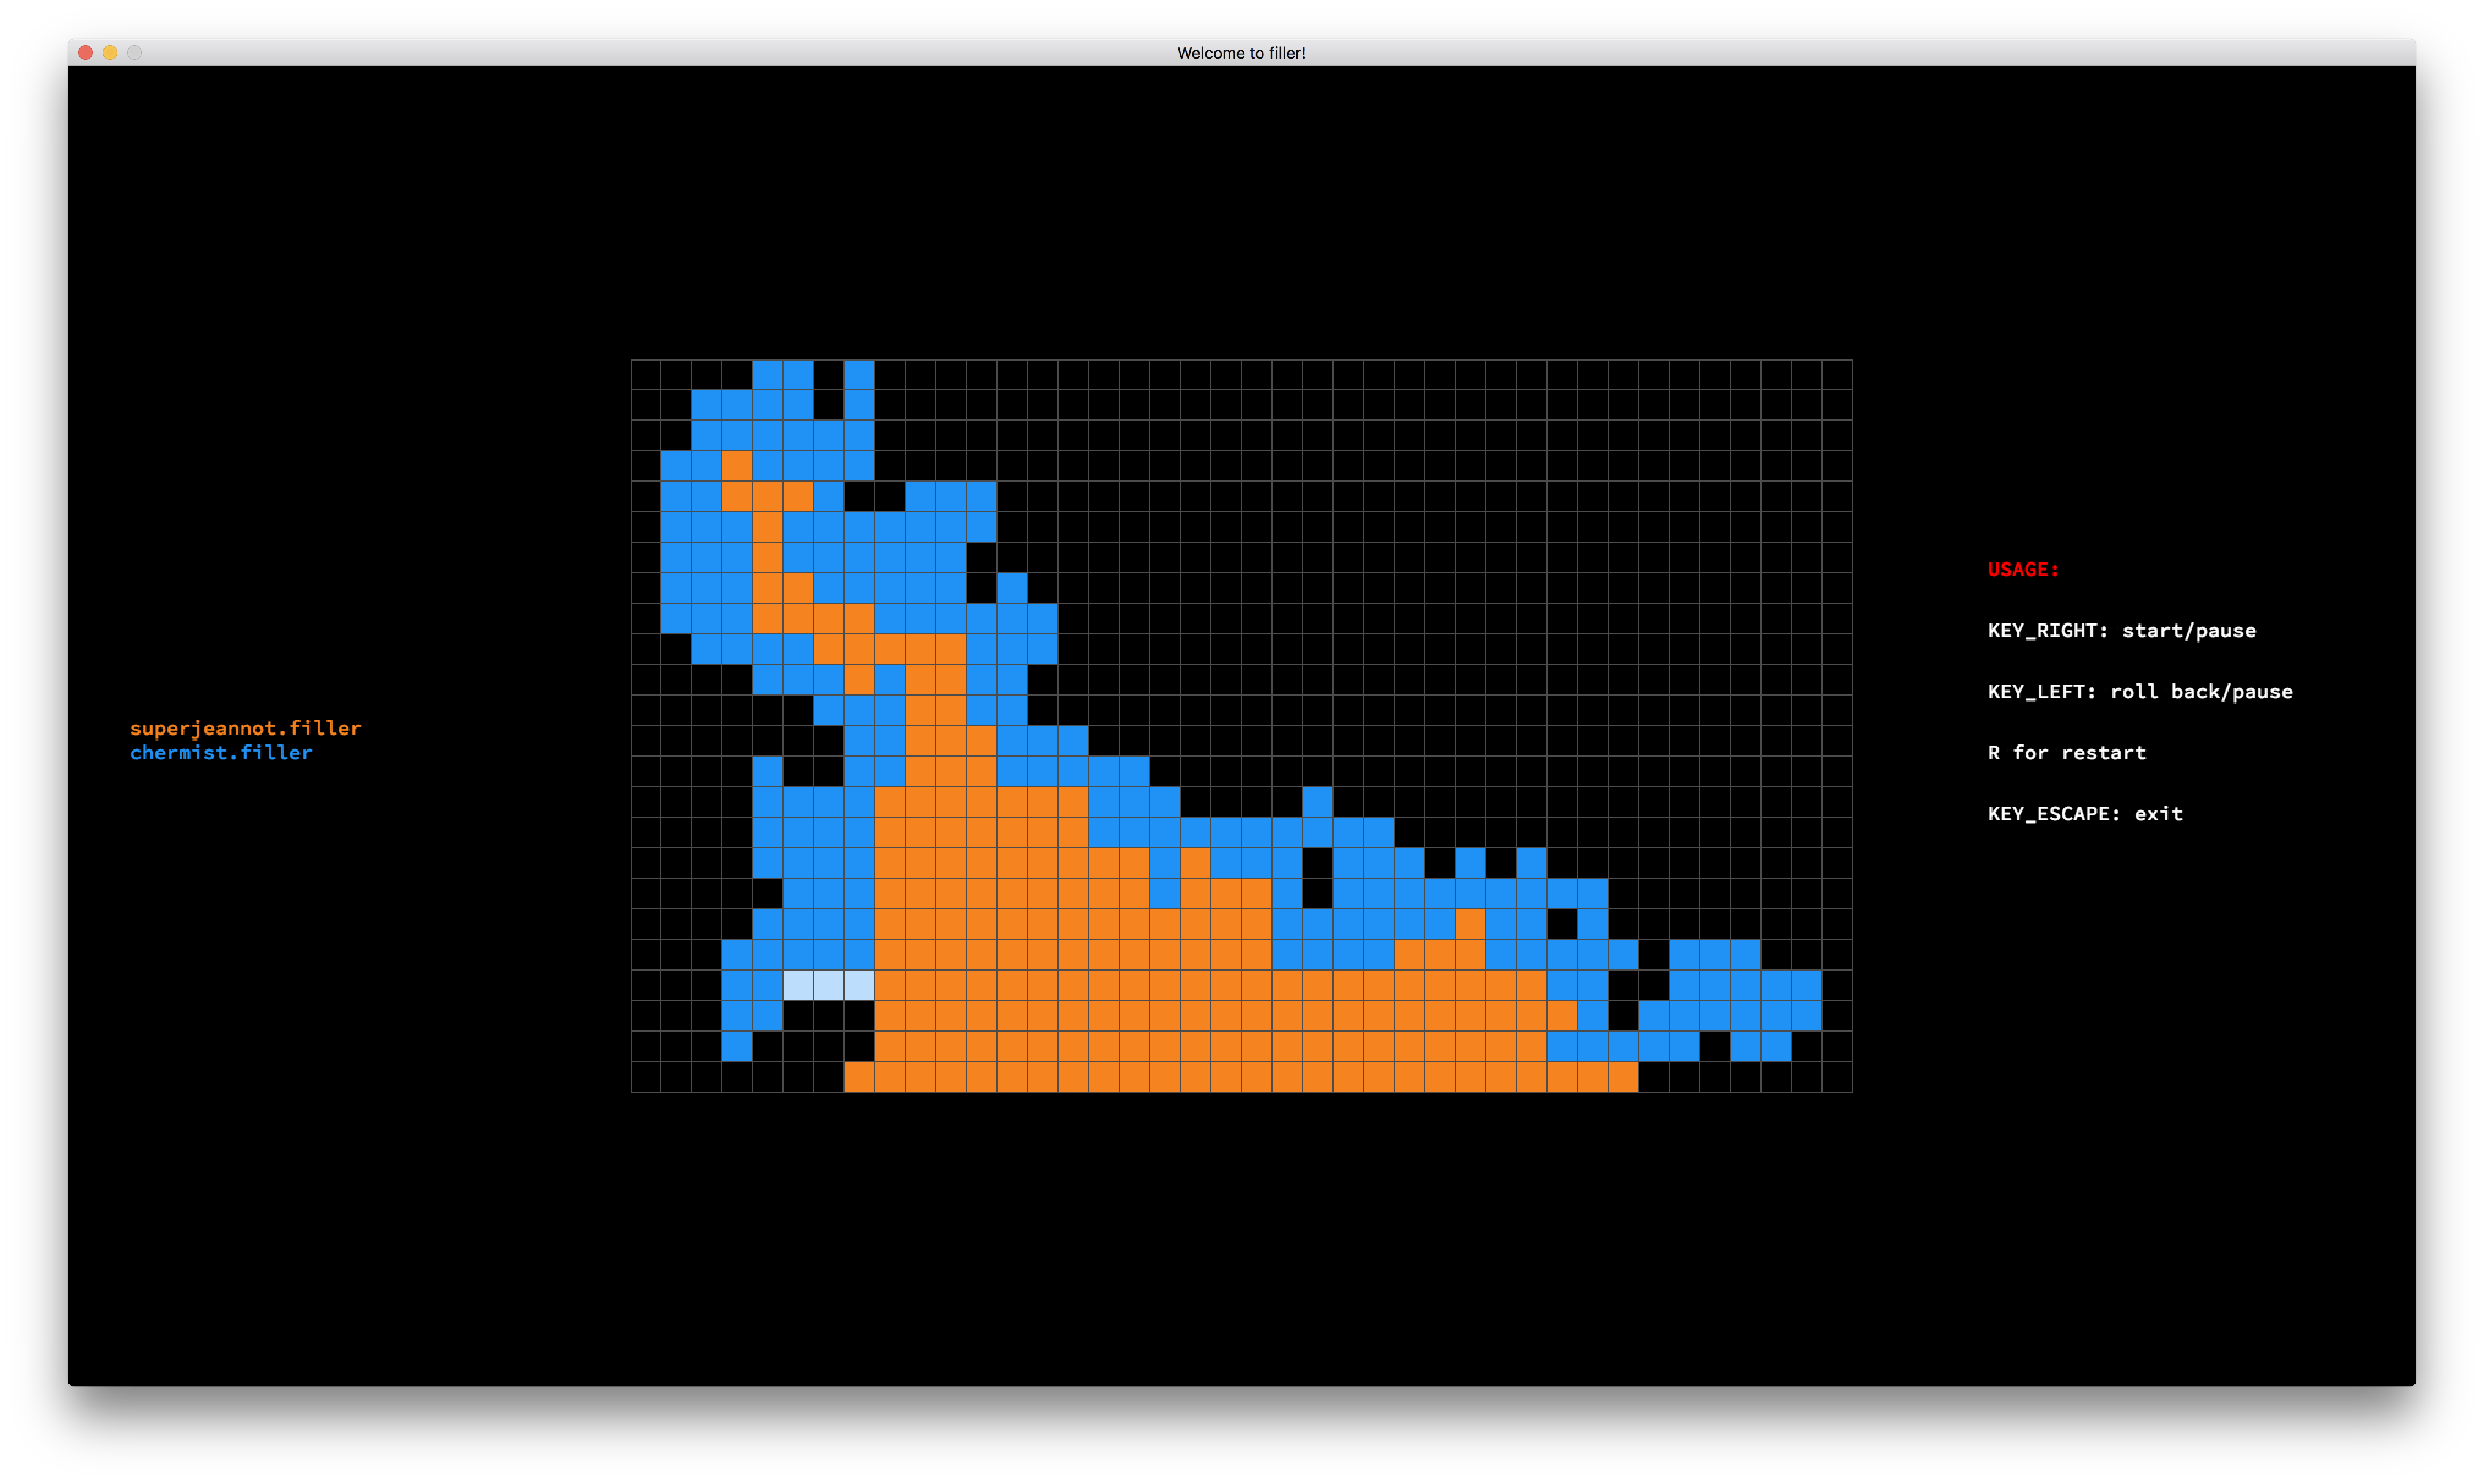 Welcome to filler!
superjeannot.filler
chermist.filler
USAGE:
KEY_RIGHT: start/pause
KEY_LEFT: roll back/pause
R for restart
KEY_ESCAPE: exit